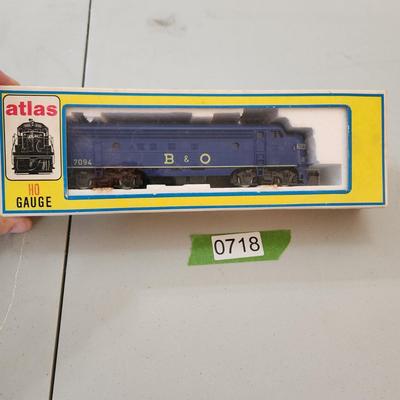 atlas
HO
GAUGE
7094
B & O
0718